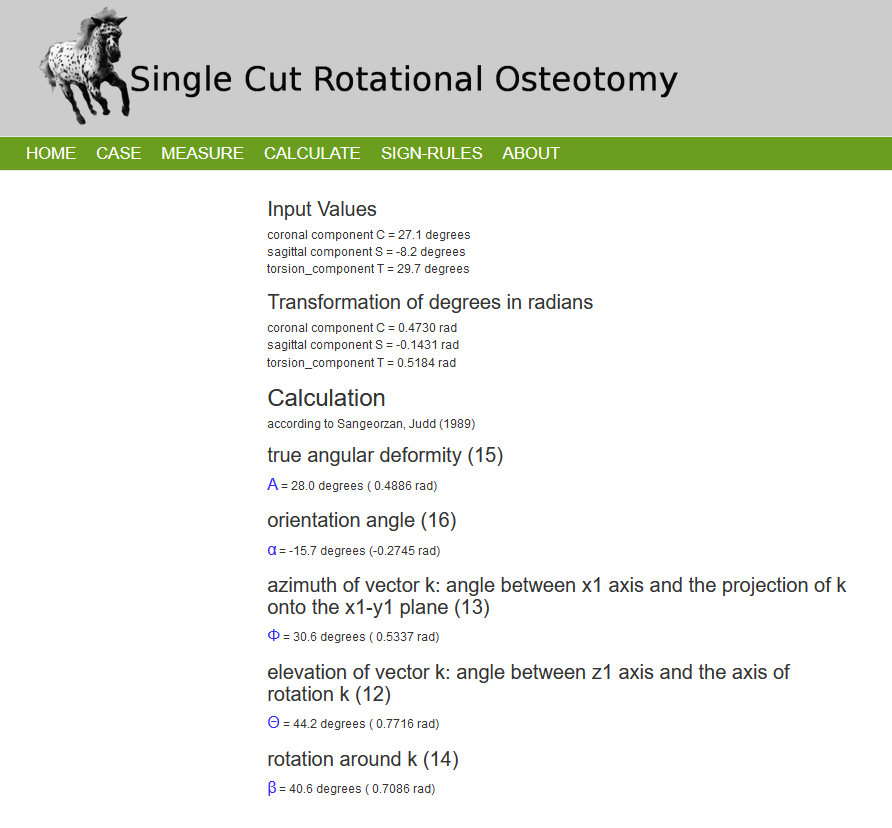 Single Cut Rotational Osteotomy
HOME CASE MEASURE CALCULATE SIGN-RULES ABOUT
Input Values
coronal component C = 27.1 degrees
sagittal component S = -8.2 degrees
torsion_component T = 29.7 degrees
Transformation of degrees in radians
coronal component C = 0.4730 rad
sagittal component S = -0.1431 rad
torsion_component T = 0.5184 rad
Calculation
according to Sangeorzan, Judd (1989)
true angular deformity (15)
A = 28.0 degrees ( 0.4886 rad)
orientation angle (16)
α = -15.7 degrees (-0.2745 rad)
azimuth of vector k: angle between x1 axis and the projection of k
onto the x1-y1 plane (13)
Φ = 30.6 degrees ( 0.5337 rad)
elevation of vector k: angle between z1 axis and the axis of
rotation k (12)
Θ = 44.2 degrees ( 0.7716 rad)
rotation around k (14)
β = 40.6 degrees ( 0.7086 rad)